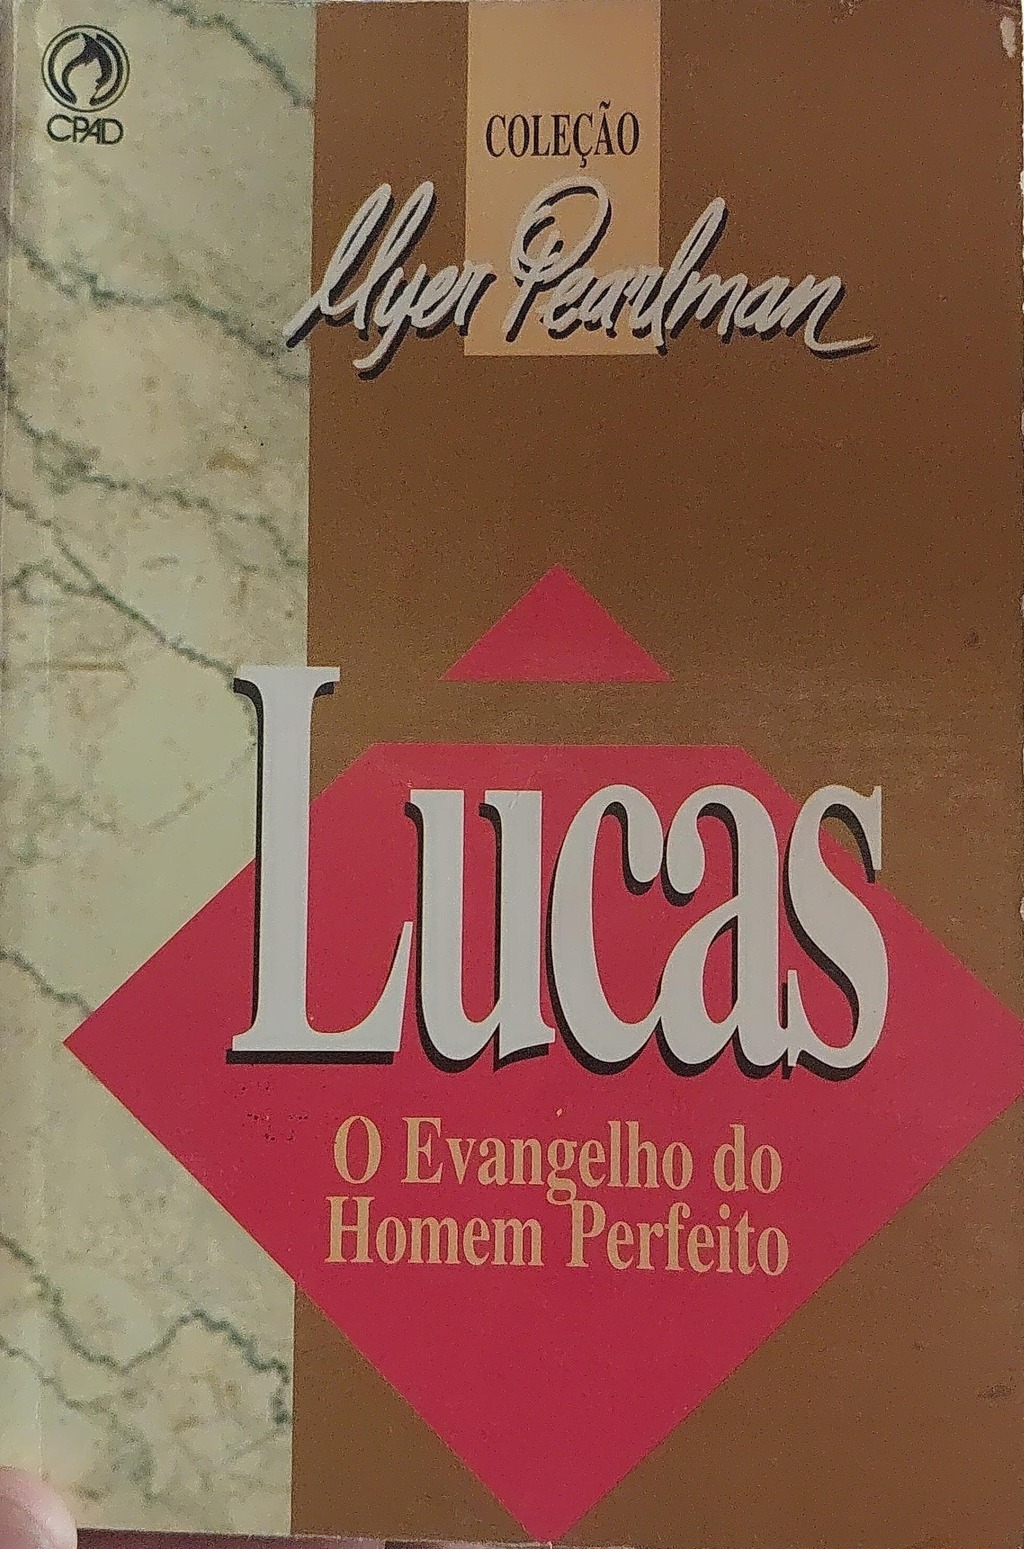 CPAD
COLEÇÃO
Myer Pearlman
Lucas
O Evangelho do
Homem Perfeito